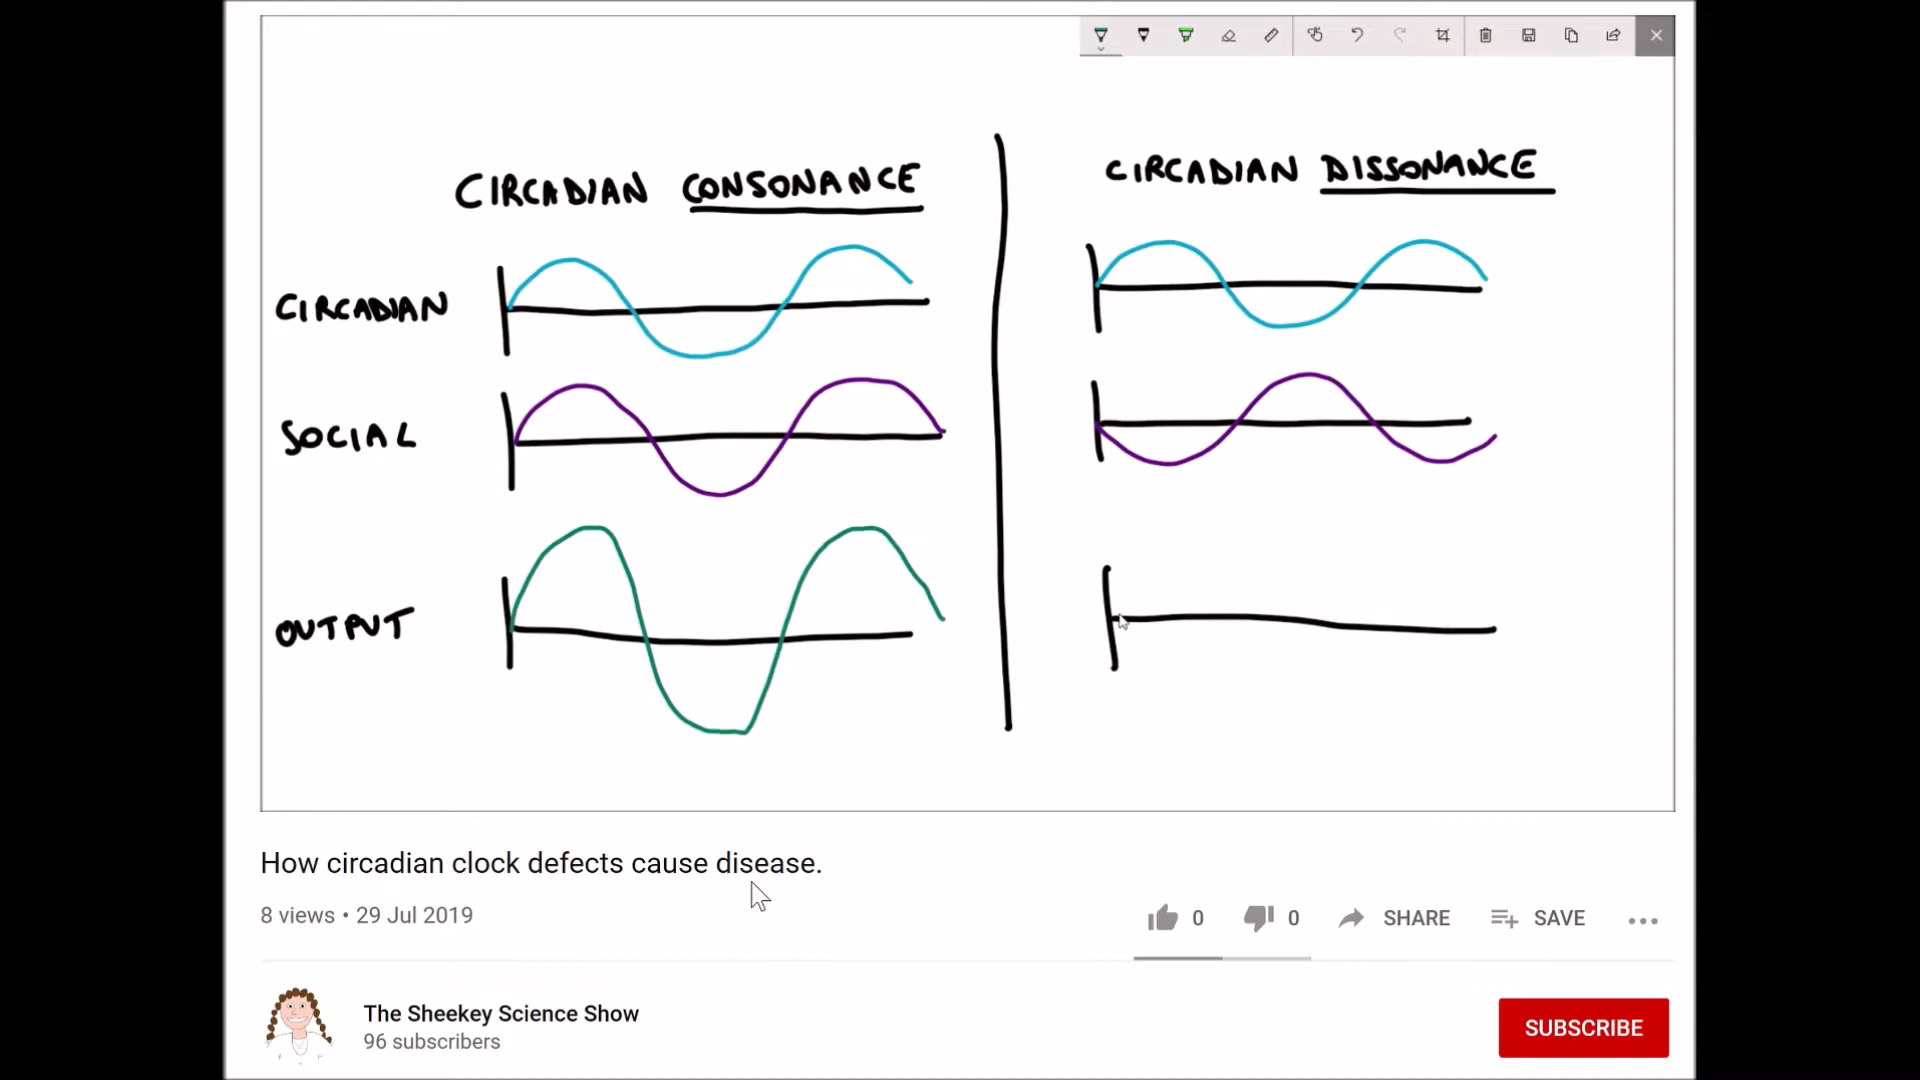 CIRCADIAN CONSONANCE
CIRCADIAN DISSONANCE
CIRCADIAN
SOCIAL
OUTPUT
How circadian clock defects cause disease.
8 views • 29 Jul 2019
0 0 SHARE SAVE
The Sheekey Science Show
96 subscribers
SUBSCRIBE